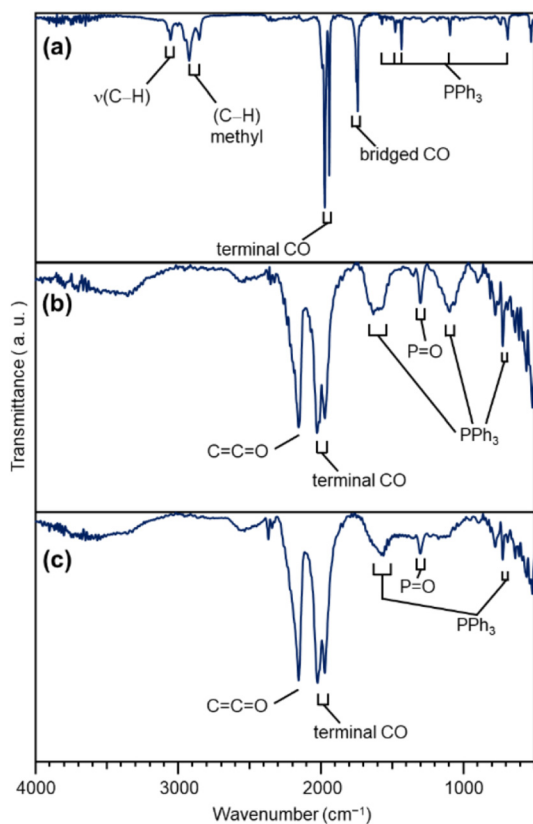 (a)
ν(C–H)
(C–H)
methyl
PPh₃
bridged CO
terminal CO
(b)
P=O
PPh₃
C=C=O
terminal CO
(c)
P=O
PPh₃
C=C=O
terminal CO
Transmittance ( a. u. )
4000 3000 2000 1000
Wavenumber (cm⁻¹)